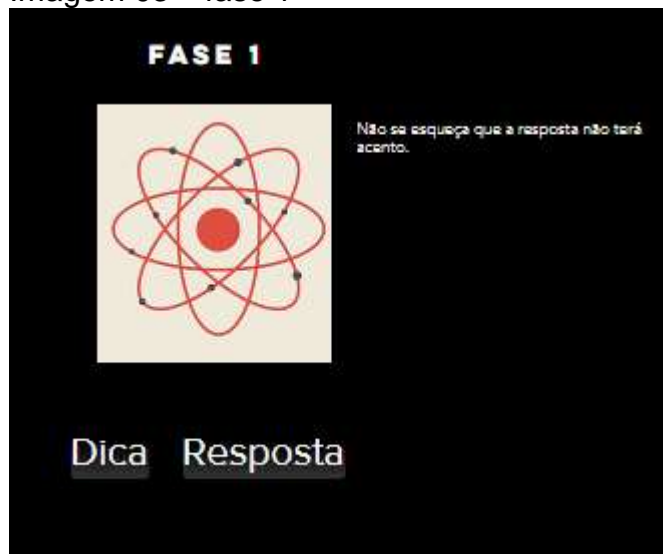 FASE 1
Não se esqueça que a resposta não terá
acento.
Dica Resposta